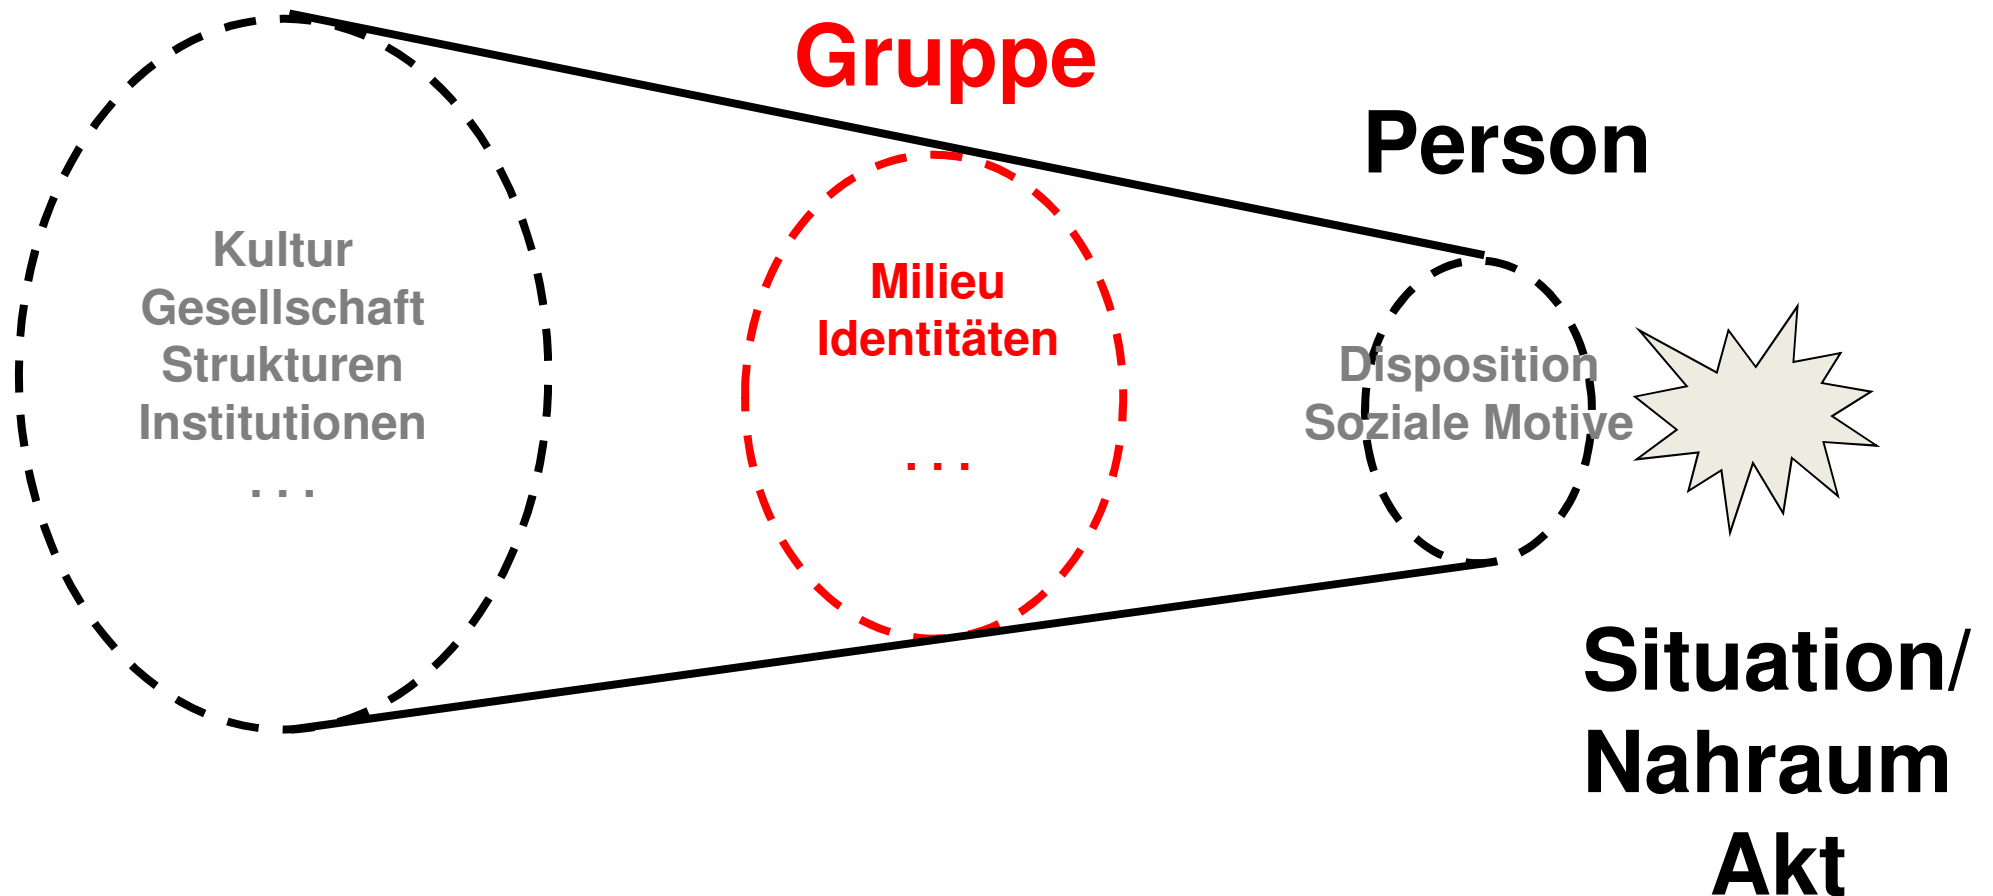 Gruppe
Person
Kultur
Gesellschaft
Strukturen
Institutionen
. . .
Milieu
Identitäten
. . .
Disposition
Soziale Motive
Situation/
Nahraum
Akt